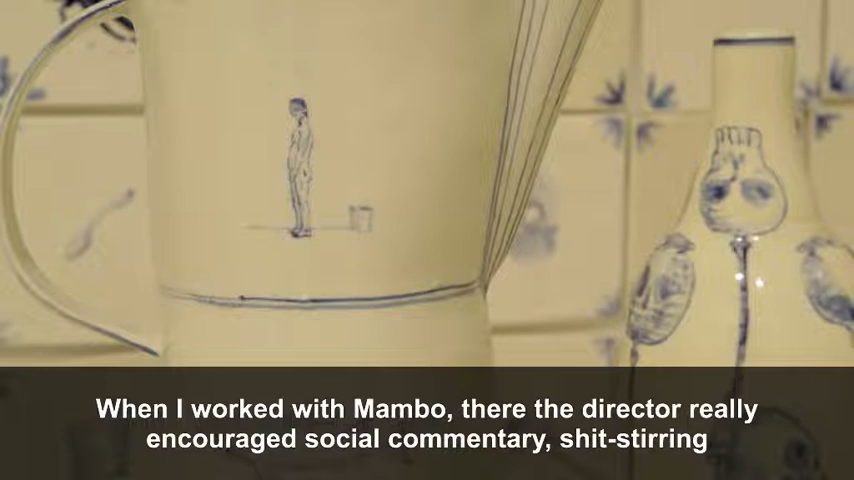 When I worked with Mambo, there the director really
encouraged social commentary, shit-stirring